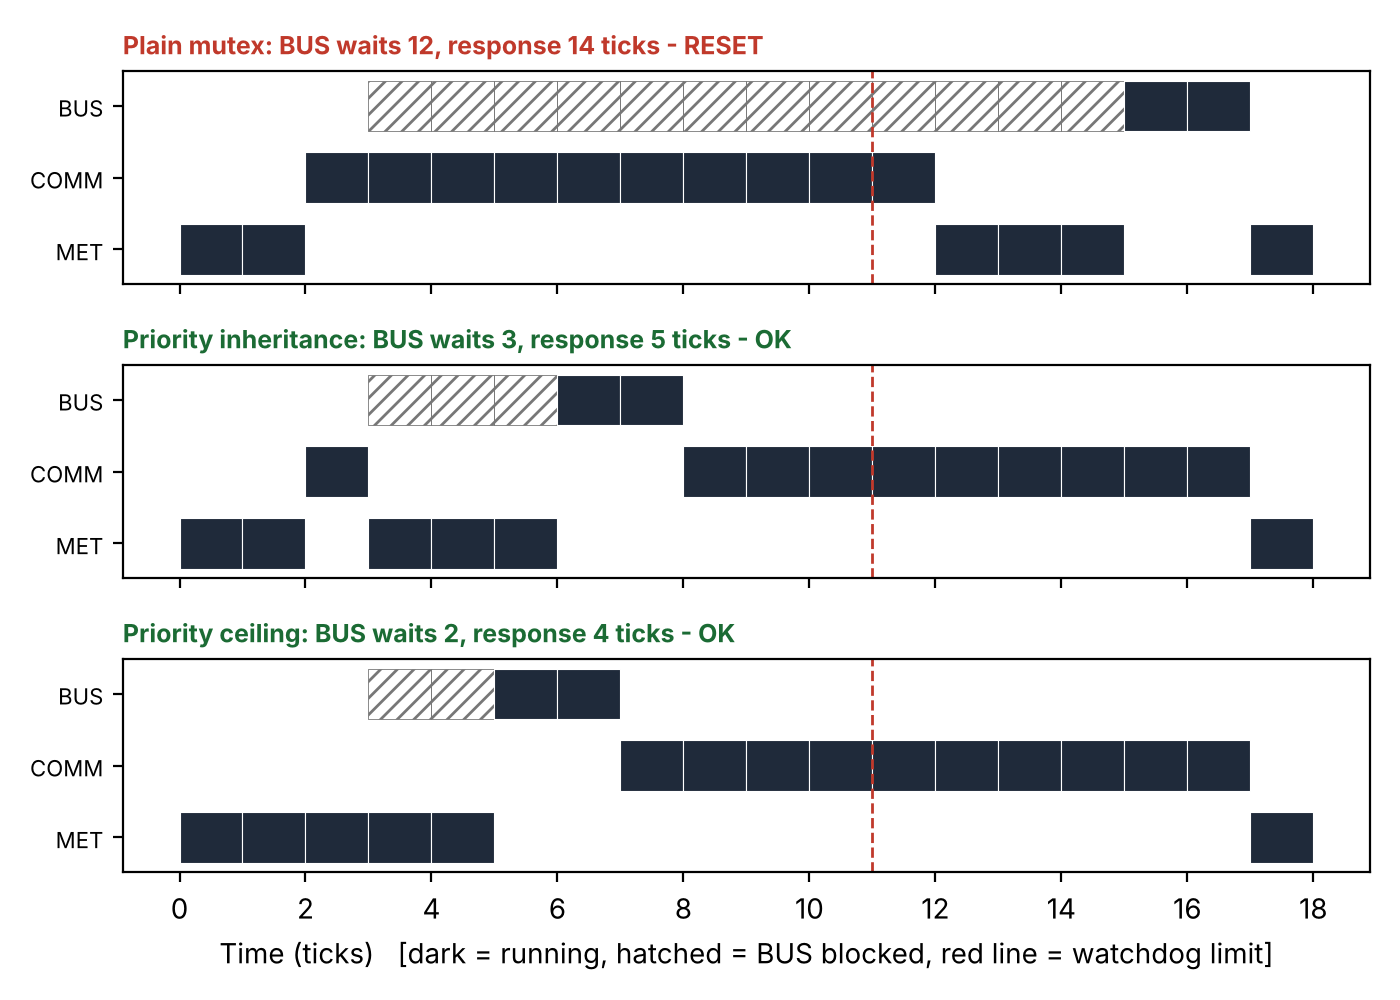 Plain mutex: BUS waits 12, response 14 ticks - RESET
BUS
COMM
MET
Priority inheritance: BUS waits 3, response 5 ticks - OK
BUS
COMM
MET
Priority ceiling: BUS waits 2, response 4 ticks - OK
BUS
COMM
MET
0 2 4 6 8 10 12 14 16 18
Time (ticks) [dark = running, hatched = BUS blocked, red line = watchdog limit]